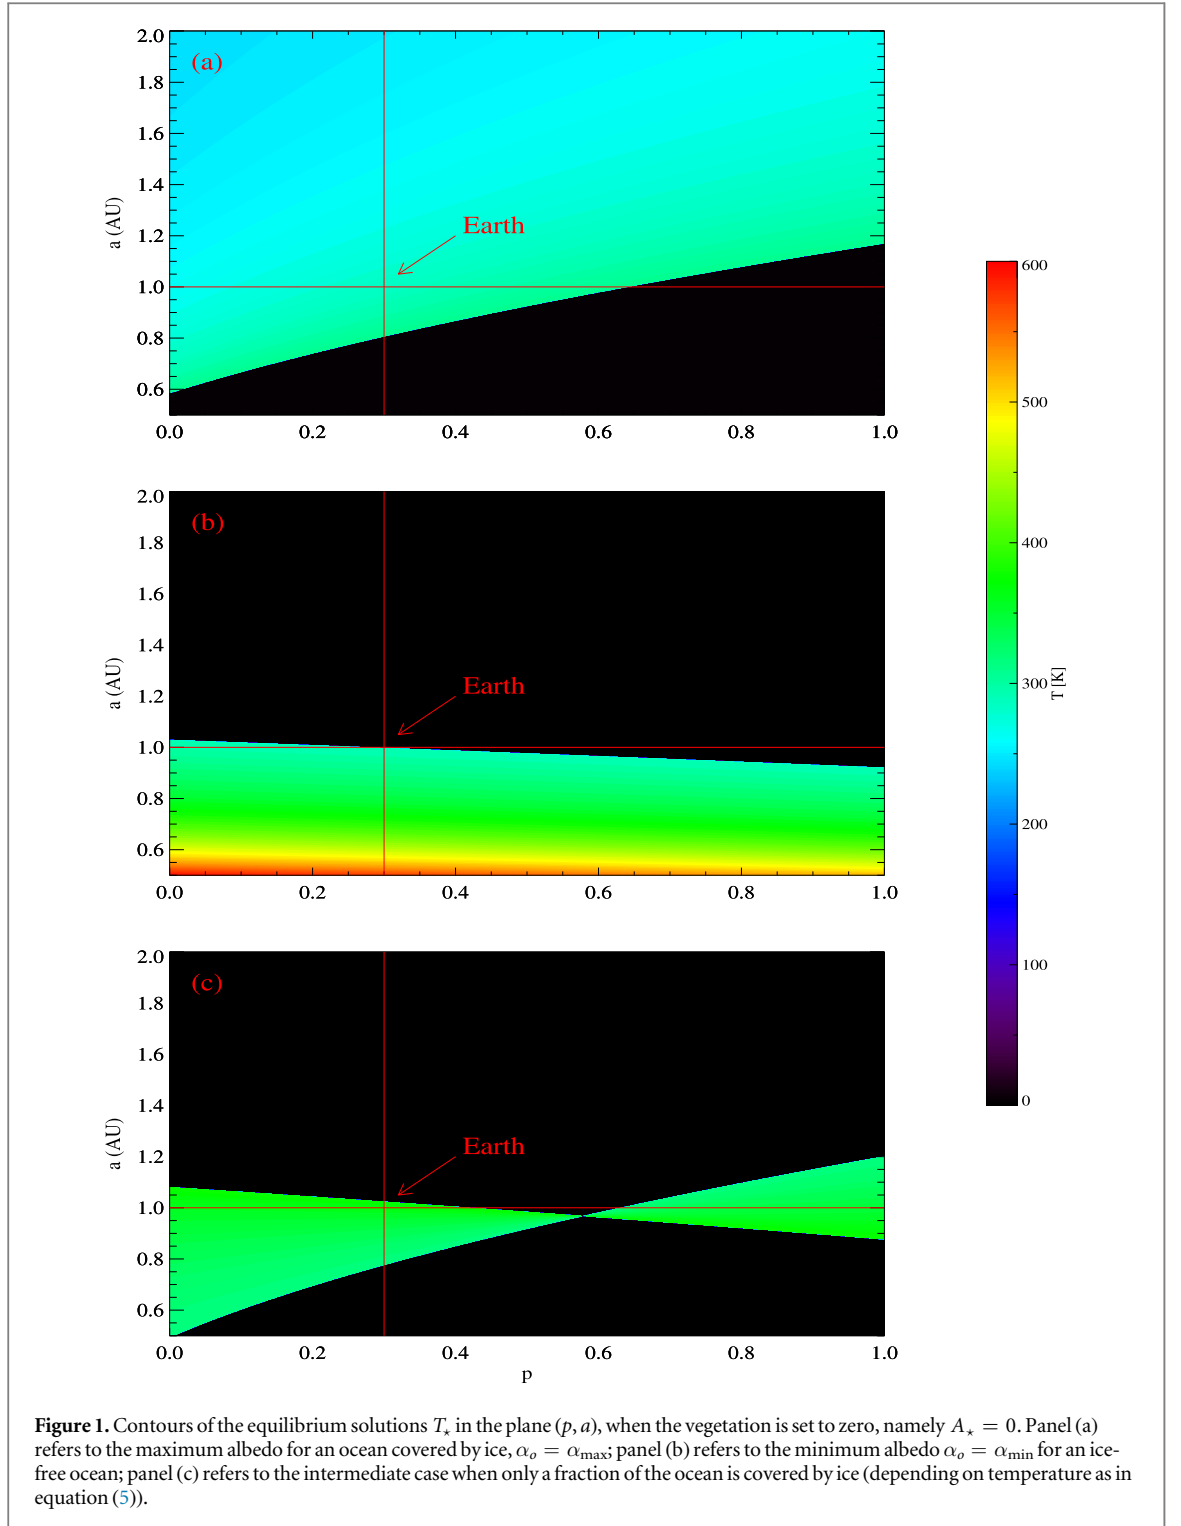 (a)
Earth
a (AU)
2.0
1.8
1.6
1.4
1.2
1.0
0.8
0.6
0.0 0.2 0.4 0.6 0.8 1.0
(b)
Earth
a (AU)
2.0
1.8
1.6
1.4
1.2
1.0
0.8
0.6
0.0 0.2 0.4 0.6 0.8 1.0
(c)
Earth
a (AU)
2.0
1.8
1.6
1.4
1.2
1.0
0.8
0.6
0.0 0.2 0.4 0.6 0.8 1.0
p
600
500
400
300
200
100
0
T [K]
Figure 1. Contours of the equilibrium solutions T⋆ in the plane (p, a), when the vegetation is set to zero, namely A⋆ = 0. Panel (a)
refers to the maximum albedo for an ocean covered by ice, αo = αmax; panel (b) refers to the minimum albedo αo = αmin for an ice-
free ocean; panel (c) refers to the intermediate case when only a fraction of the ocean is covered by ice (depending on temperature as in
equation (5)).